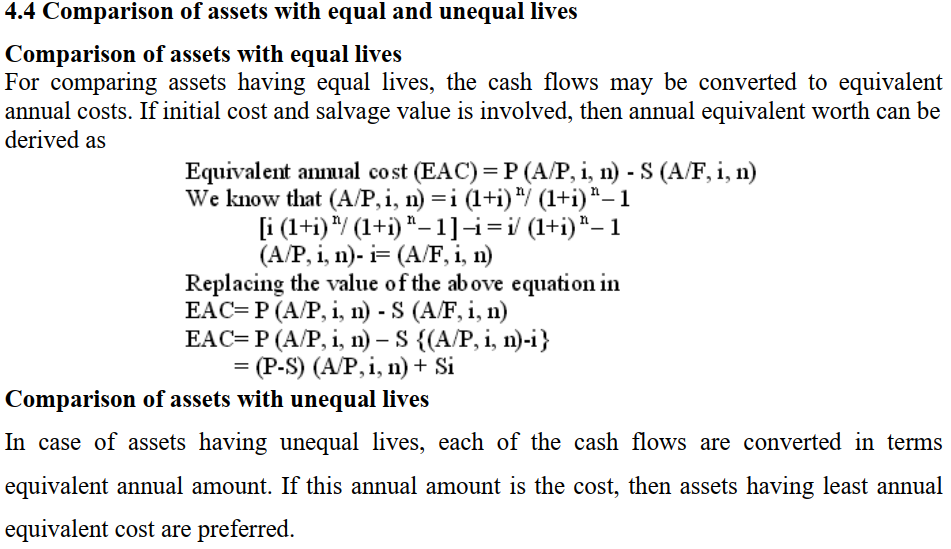 4.4 Comparison of assets with equal and unequal lives
Comparison of assets with equal lives
For comparing assets having equal lives, the cash flows may be converted to equivalent
annual costs. If initial cost and salvage value is involved, then annual equivalent worth can be
derived as
Equivalent annual cost (EAC) = P (A/P, i, n) - S (A/F, i, n)
We know that (A/P, i, n) = i (1+i) ⁿ/ (1+i) ⁿ– 1
[i (1+i) ⁿ/ (1+i) ⁿ– 1] –i = i/ (1+i) ⁿ– 1
(A/P, i, n)- i= (A/F, i, n)
Replacing the value of the above equation in
EAC= P (A/P, i, n) - S (A/F, i, n)
EAC= P (A/P, i, n) – S {(A/P, i, n)-i}
= (P-S) (A/P, i, n) + Si
Comparison of assets with unequal lives
In case of assets having unequal lives, each of the cash flows are converted in terms
equivalent annual amount. If this annual amount is the cost, then assets having least annual
equivalent cost are preferred.